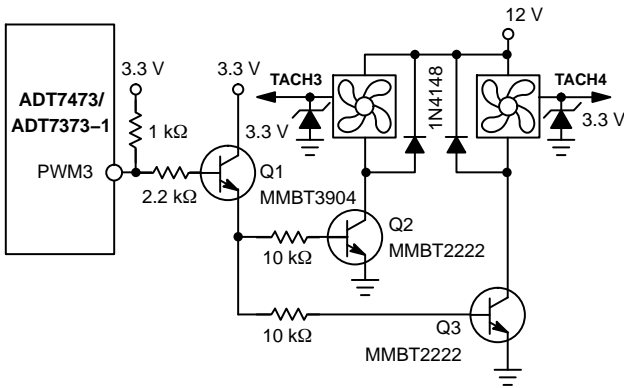 12 V
ADT7473/
ADT7373–1
3.3 V
3.3 V
TACH3
1N4148
TACH4
1 kΩ
3.3 V
3.3 V
PWM3
2.2 kΩ
Q1
MMBT3904
Q2
MMBT2222
10 kΩ
10 kΩ
Q3
MMBT2222